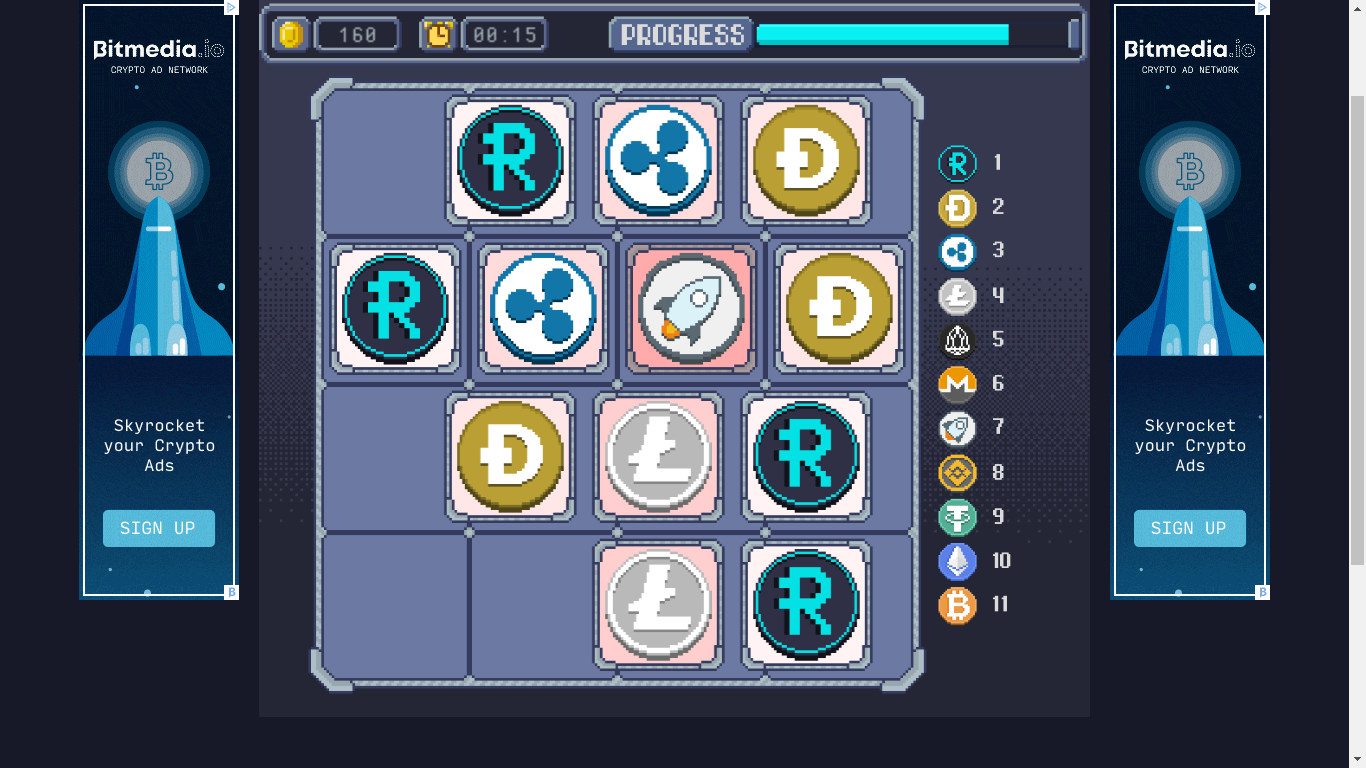 Bitmedia.io
CRYPTO AD NETWORK
Skyrocket
your Crypto
Ads
SIGN UP
160
00:15
PROGRESS
1
2
3
4
5
6
7
8
9
10
11
Bitmedia.io
CRYPTO AD NETWORK
Skyrocket
your Crypto
Ads
SIGN UP